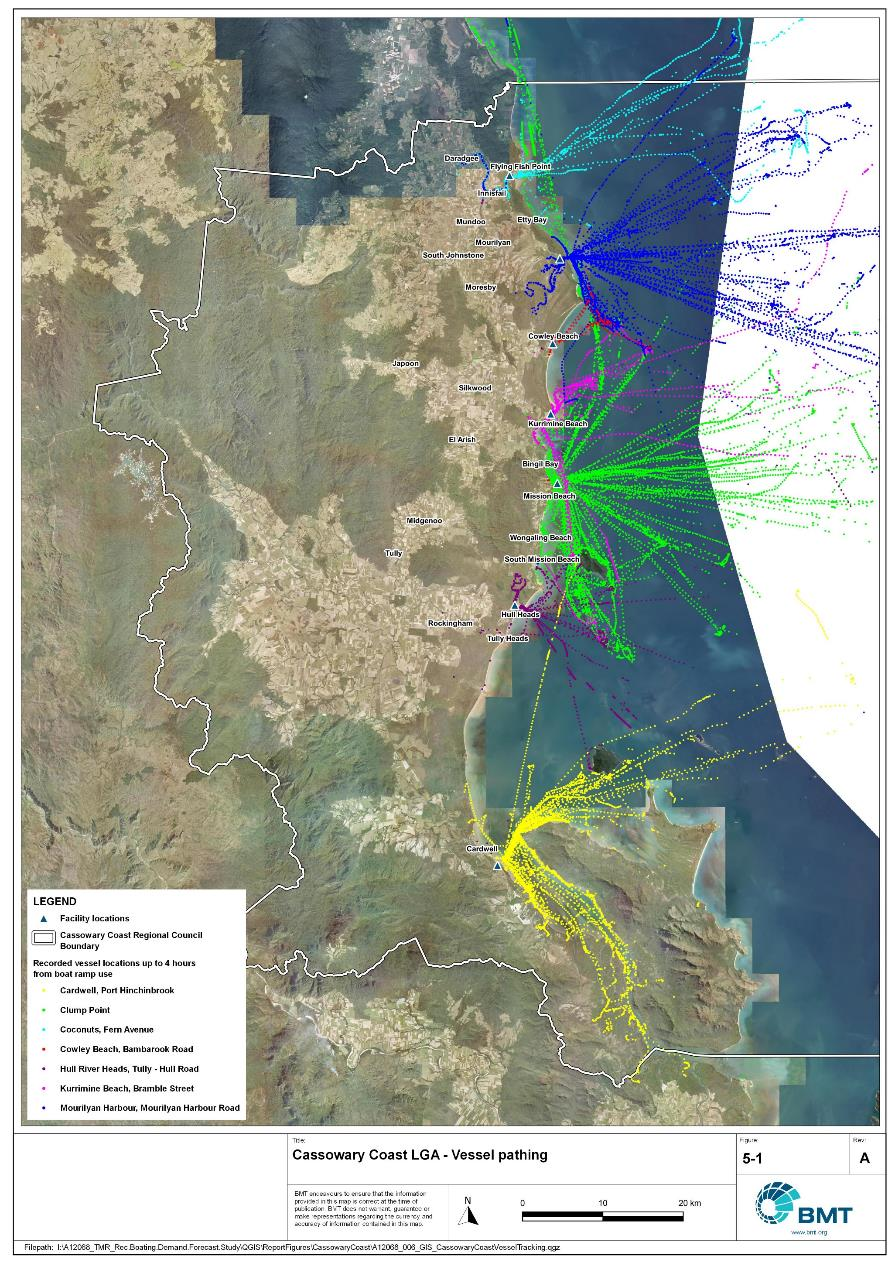 Daradgee
Flying Fish Point
Innisfail
Mundoo
Etty Bay
Mourilyan
South Johnstone
Moresby
Cowley Beach
Japoon
Silkwood
Kurrimine Beach
El Arish
Bingil Bay
Mission Beach
Midgenoo
Wongaling Beach
Tully
South Mission Beach
Hull Heads
Rockingham
Tully Heads
Cardwell
LEGEND
Facility locations
Cassowary Coast Regional Council
Boundary
Recorded vessel locations up to 4 hours
from boat ramp use
Cardwell, Port Hinchinbrook
Clump Point
Coconuts, Fern Avenue
Cowley Beach, Bambarook Road
Hull River Heads, Tully - Hull Road
Kurrimine Beach, Bramble Street
Mourilyan Harbour, Mourilyan Harbour Road
Title:
Cassowary Coast LGA - Vessel pathing
Figure:
5-1
Rev:
A
BMT endeavours to ensure that the information
provided in this map is correct at the time of
publication. BMT does not warrant, guarantee or
make representations regarding the currency and
accuracy of information contained in this map.
N
0 10 20 km
BMT
www.bmt.org
Filepath: I:\A12068_TMR_Rec.Boating.Demand.Forecast.Study\QGIS\ReportFigures\CassowaryCoast\A12068_006_GIS_CassowaryCoastVesselTracking.qgz